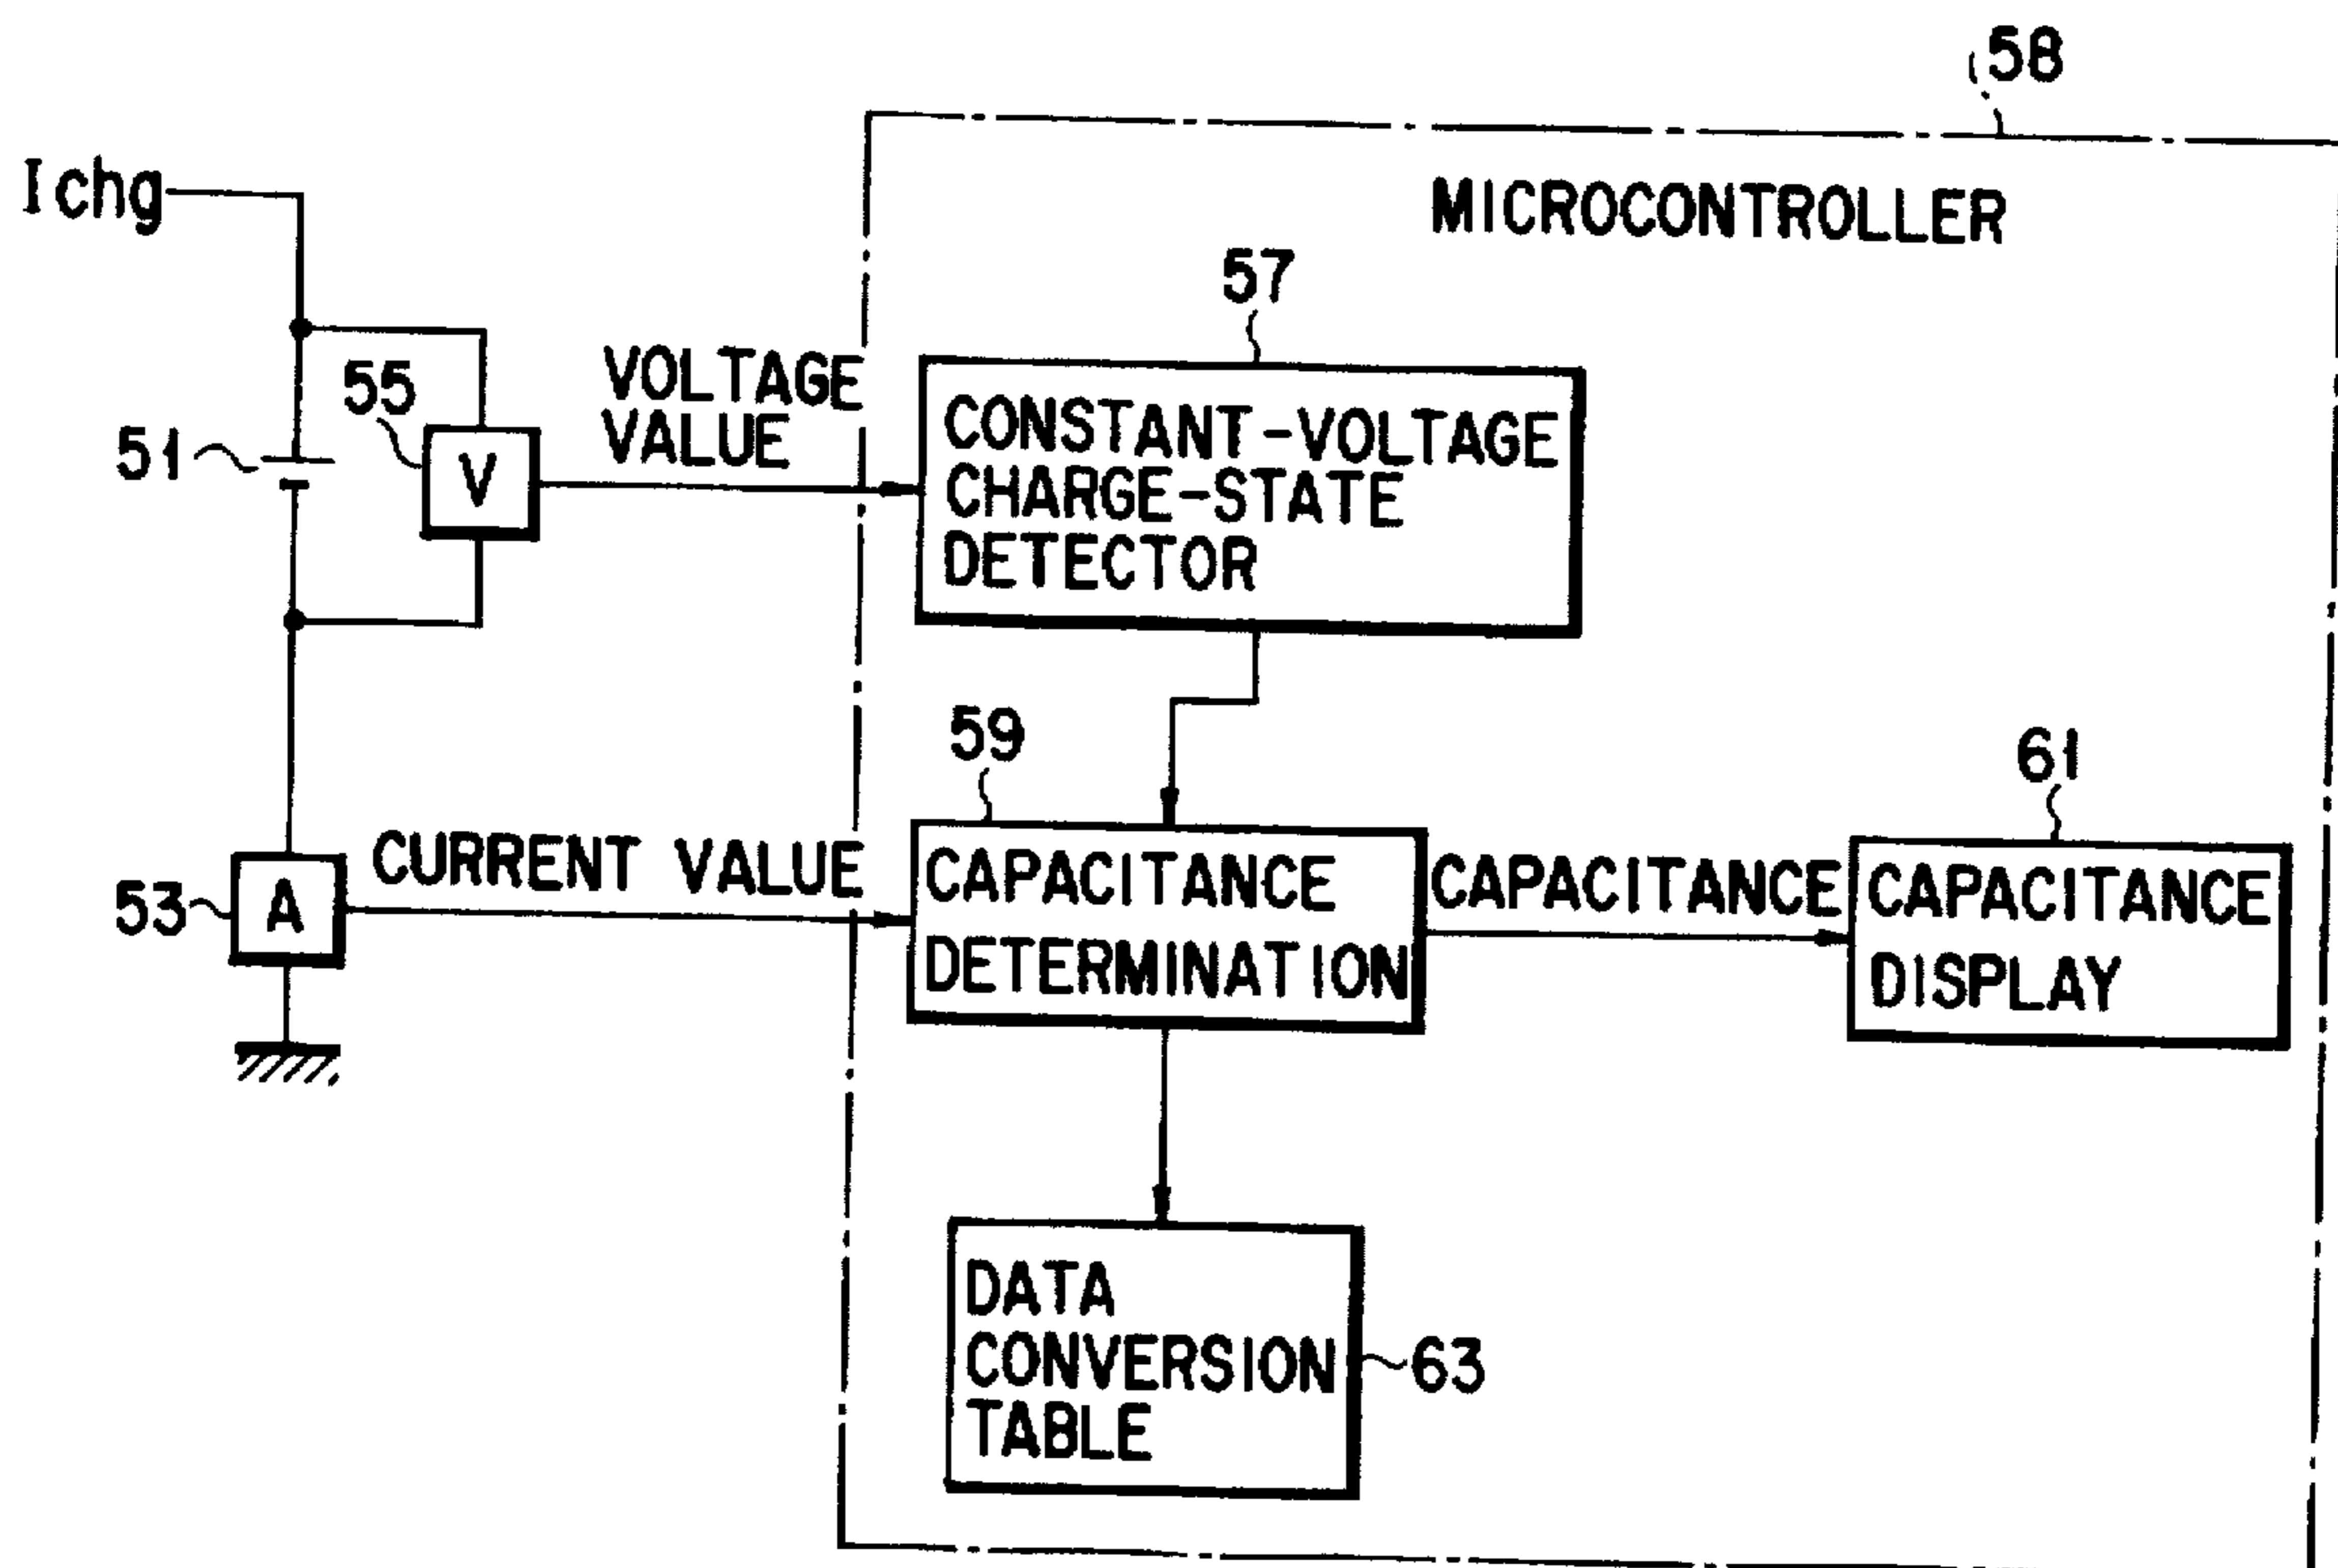 58
Ichg
MICROCONTROLLER
57
55
VOLTAGE
VALUE
51
V
CONSTANT-VOLTAGE
CHARGE-STATE
DETECTOR
59
61
53
A
CURRENT VALUE
CAPACITANCE
DETERMINATION
CAPACITANCE
CAPACITANCE
DISPLAY
DATA
CONVERSION
TABLE
63